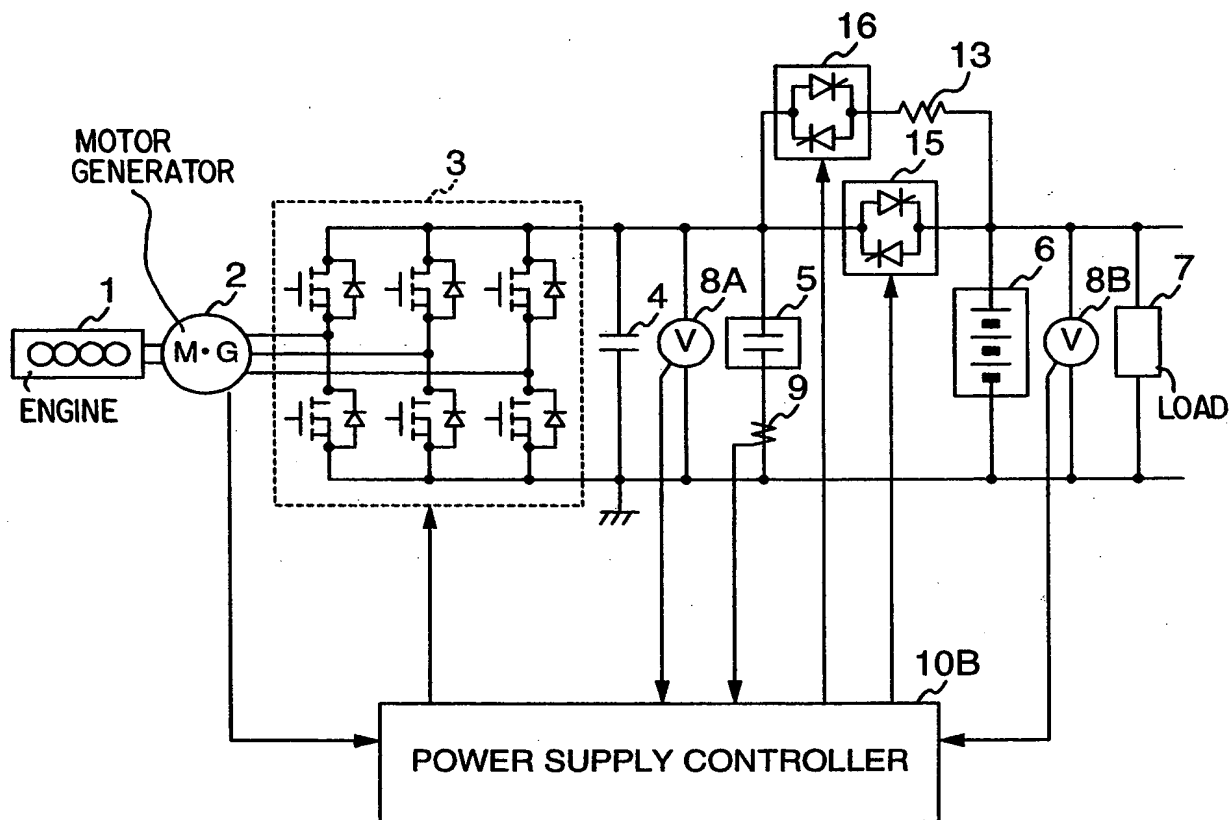 16
13
MOTOR
GENERATOR
15
3
1
2
4
8A
5
6
8B
7
M·G
V
V
9
ENGINE
LOAD
10B
POWER SUPPLY CONTROLLER